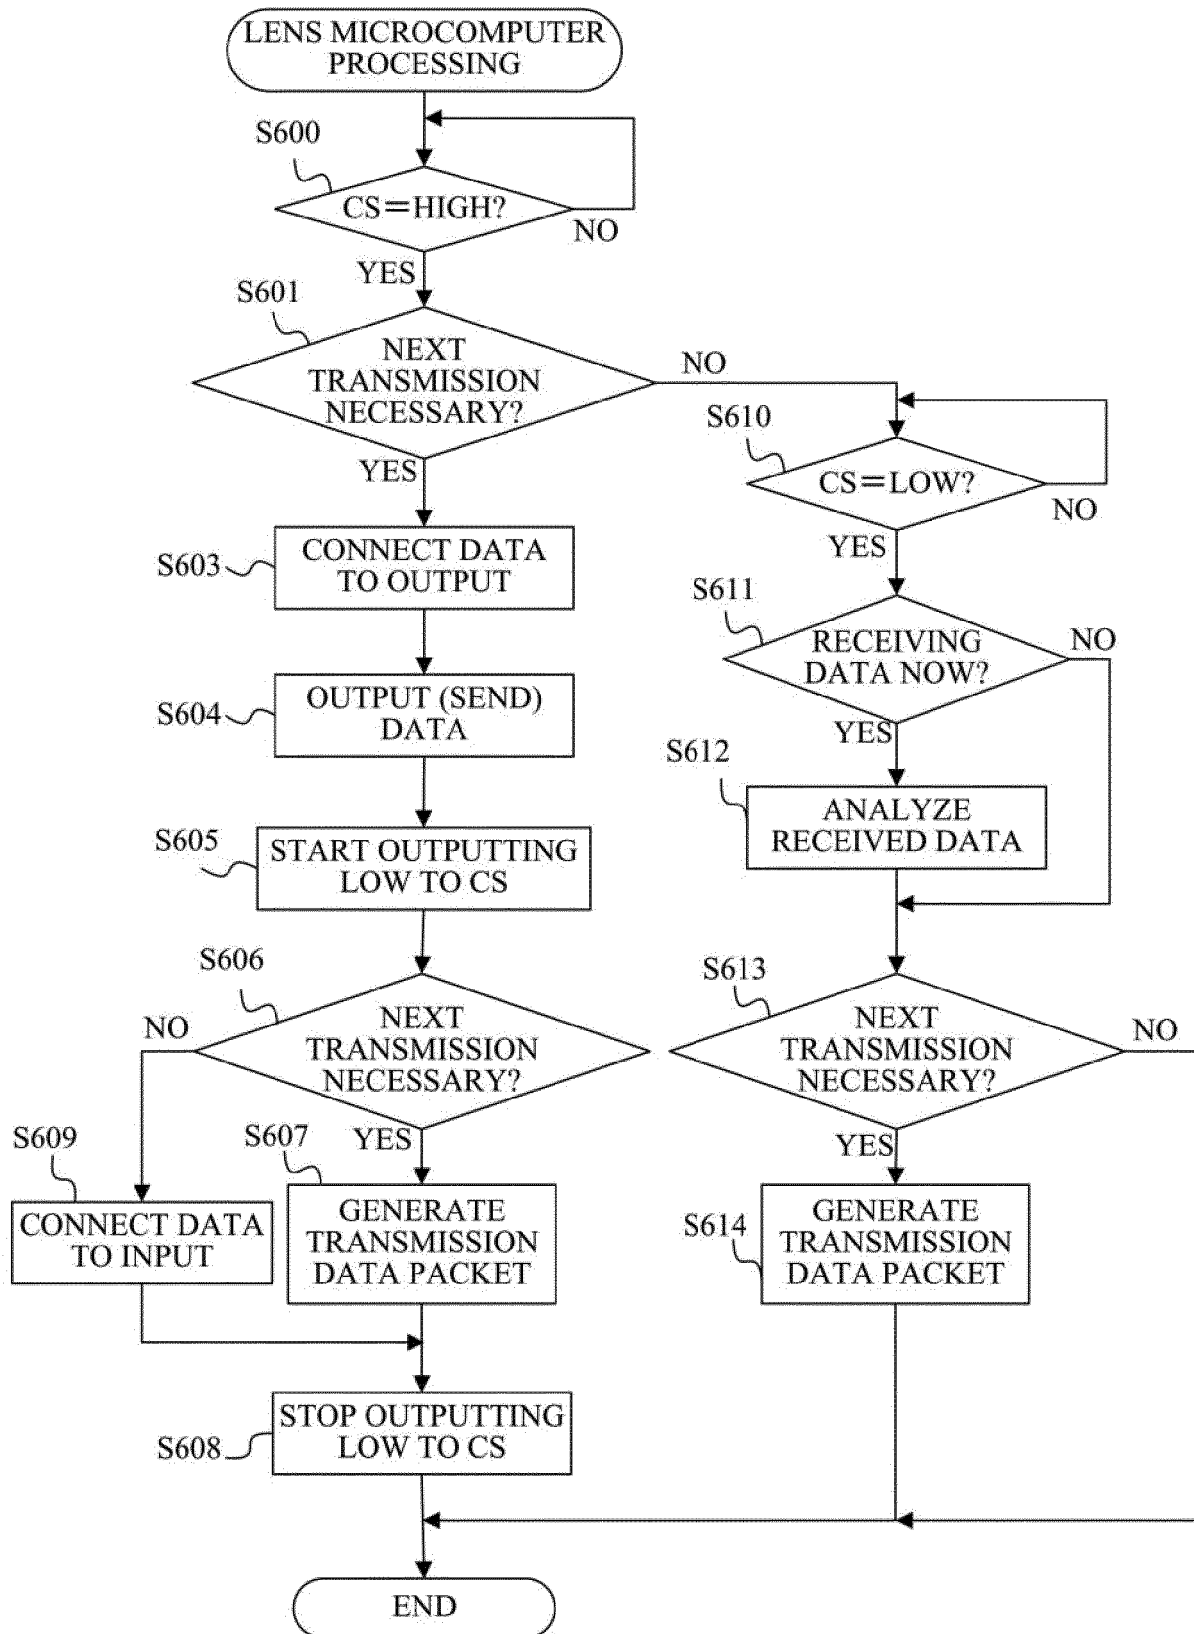 LENS MICROCOMPUTER
PROCESSING
S600
CS=HIGH?
NO
YES
S601
NEXT
TRANSMISSION
NECESSARY?
NO
YES
S610
CS=LOW?
NO
YES
S603
CONNECT DATA
TO OUTPUT
S611
RECEIVING
DATA NOW?
NO
YES
S604
OUTPUT (SEND)
DATA
S612
ANALYZE
RECEIVED DATA
S605
START OUTPUTTING
LOW TO CS
S606
NEXT
TRANSMISSION
NECESSARY?
NO
YES
S613
NEXT
TRANSMISSION
NECESSARY?
NO
YES
S609
CONNECT DATA
TO INPUT
S607
GENERATE
TRANSMISSION
DATA PACKET
S614
GENERATE
TRANSMISSION
DATA PACKET
S608
STOP OUTPUTTING
LOW TO CS
END